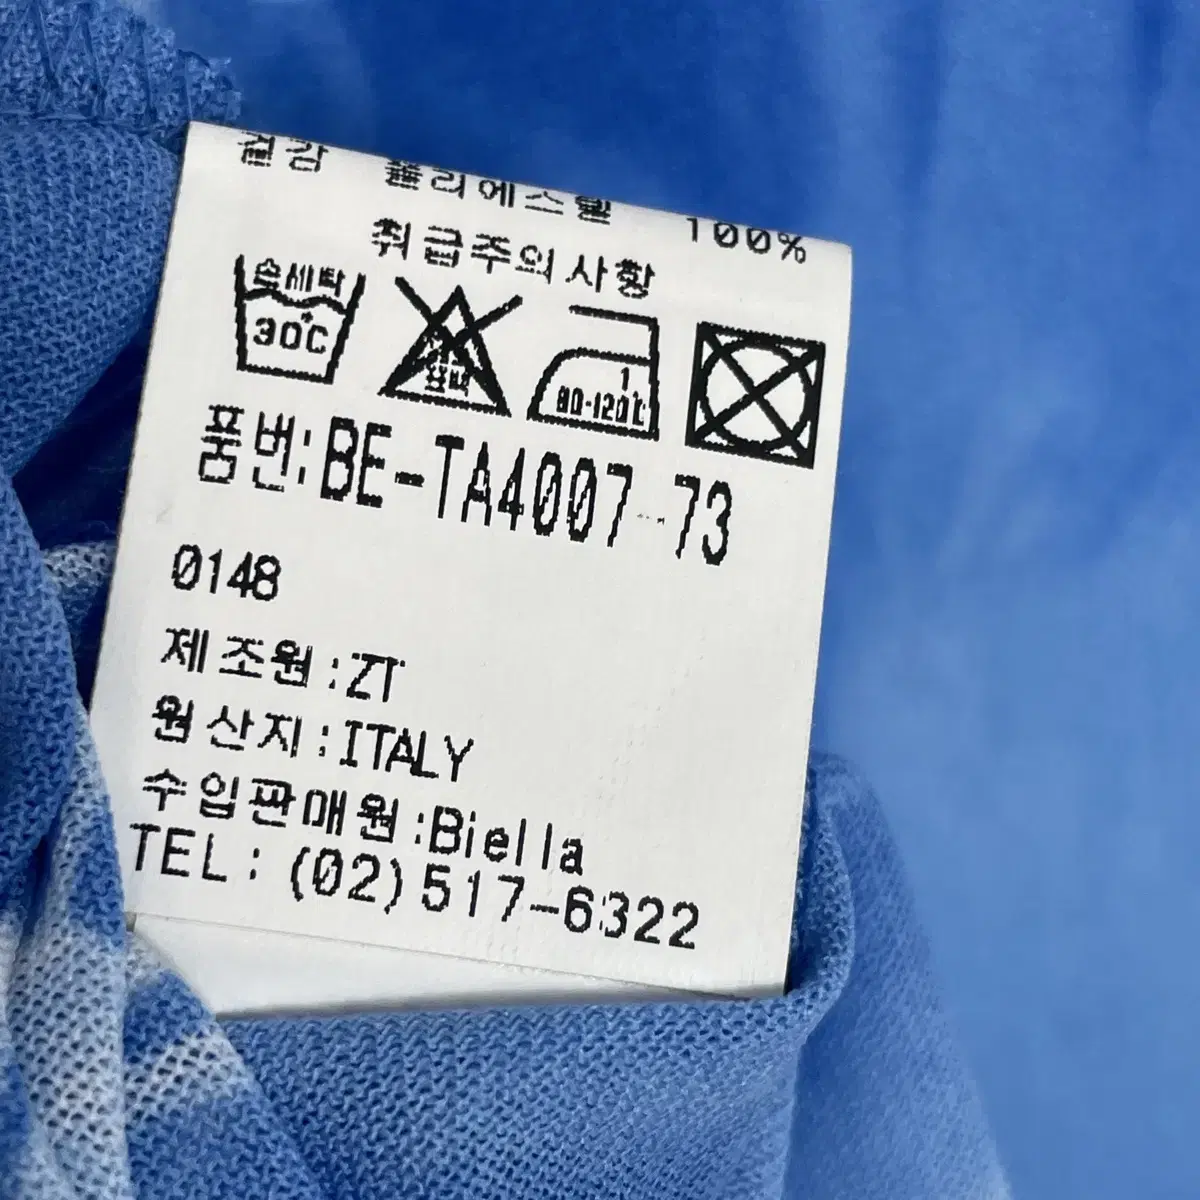 겉감 폴리에스텔 100%
취급주의사항
손세탁 30℃
표백
1 80-120℃
품번:BE-TA4007-73
0148
제조원:ZT
원산지:ITALY
수입판매원:Biella
TEL: (02)517-6322